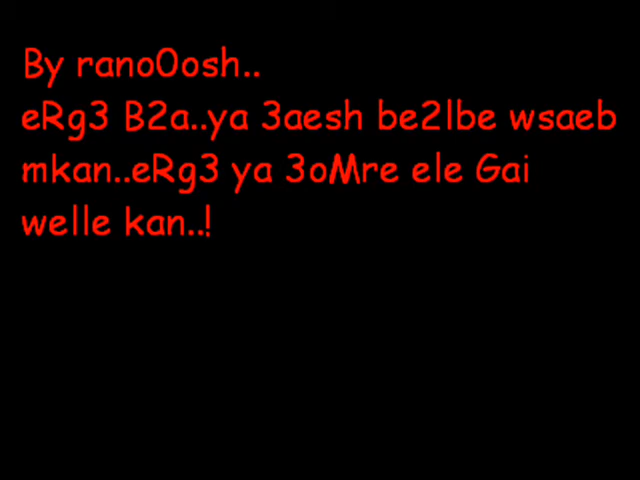 By rano0osh..
eRg3 B2a..ya 3aesh be2lbe wsaeb
mkan..eRg3 ya 3oMre ele Gai
welle kan..!